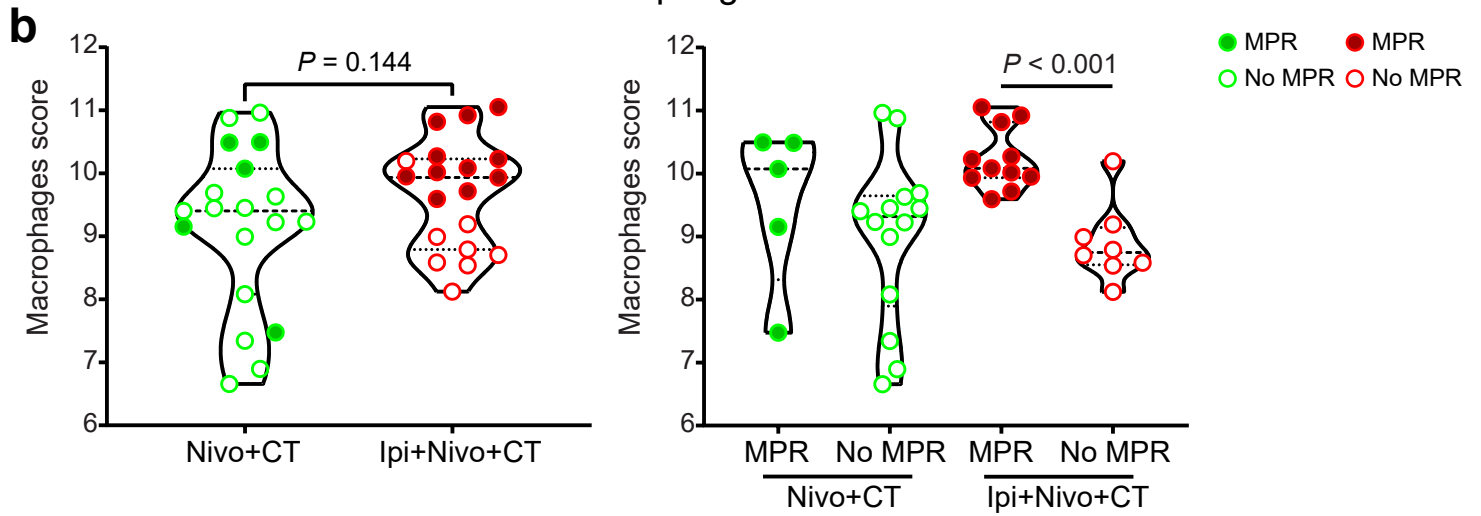 b
Macrophages score
12
11
10
9
8
7
6
P = 0.144
Nivo+CT
Ipi+Nivo+CT
Macrophages score
12
11
10
9
8
7
6
P < 0.001
MPR
No MPR
MPR
No MPR
Nivo+CT
Ipi+Nivo+CT
MPR
MPR
No MPR
No MPR